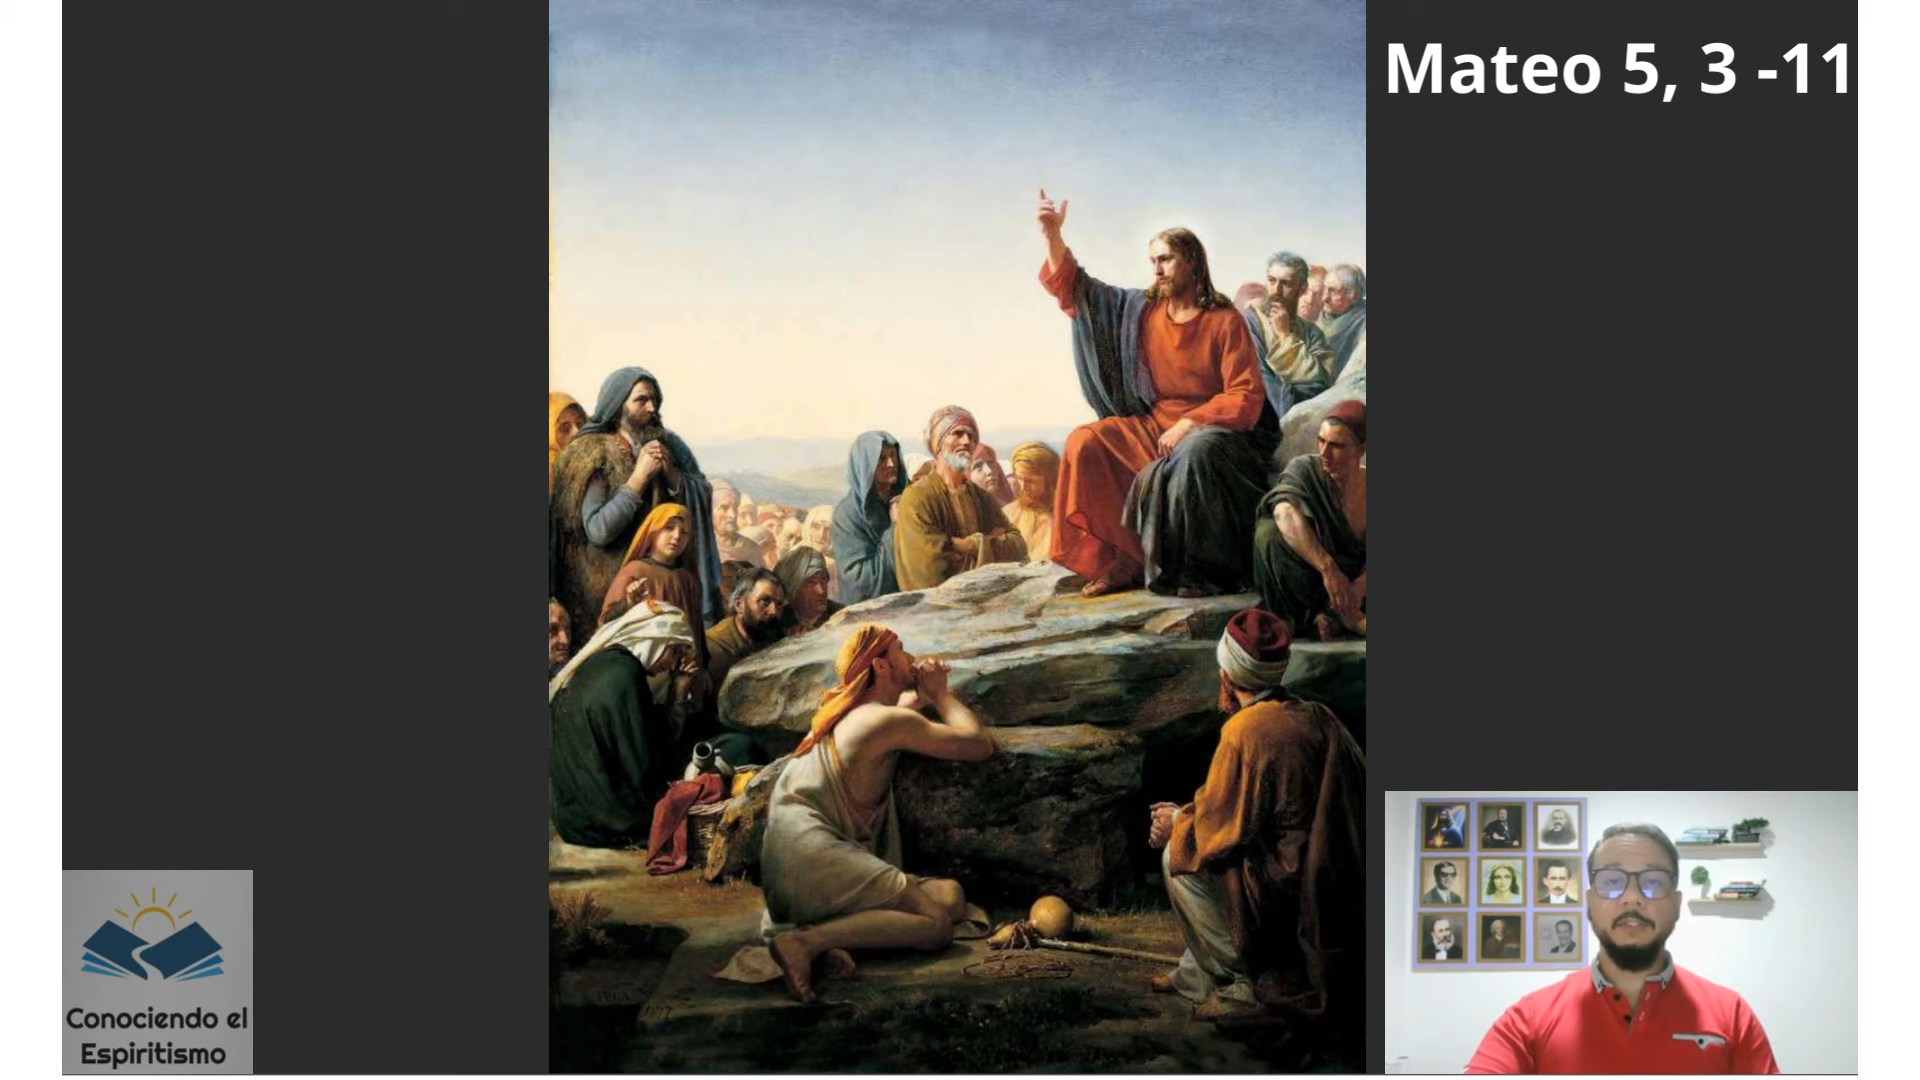 Mateo 5, 3 -11
Conociendo el
Espiritismo